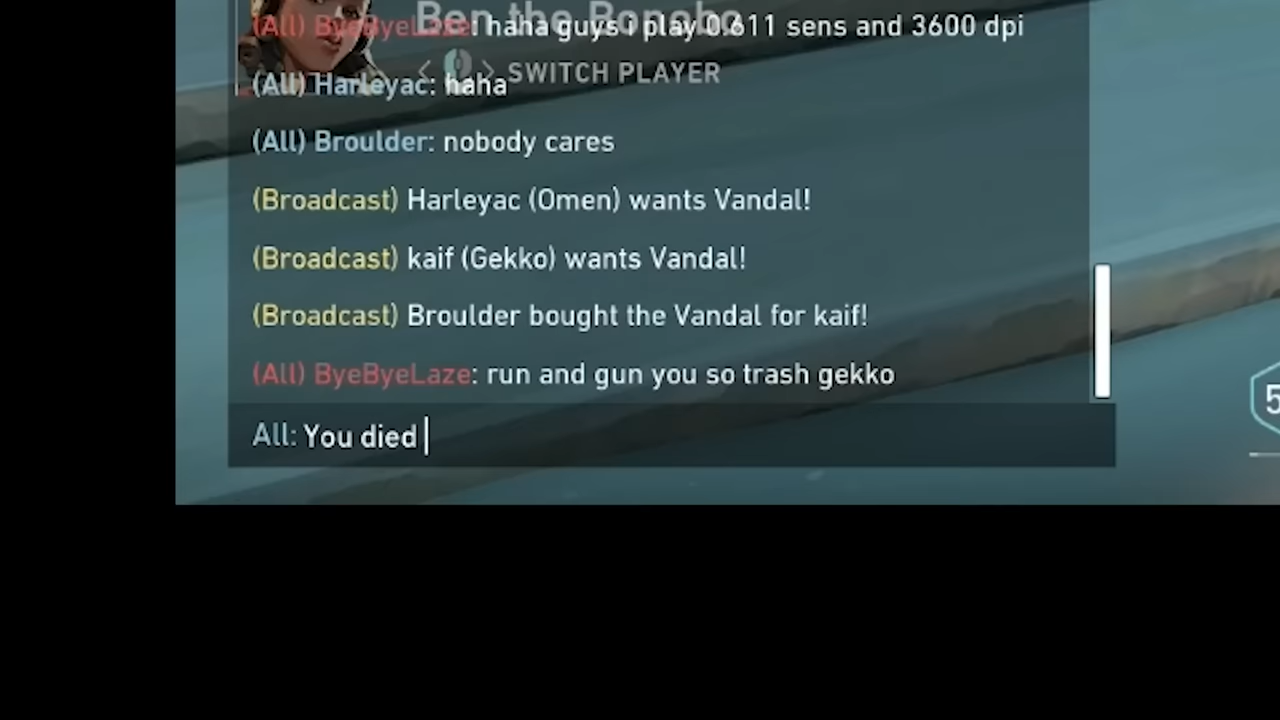 Ben the Bonobo
(All) ByeByeLaze: haha guys i play 0.611 sens and 3600 dpi
< > SWITCH PLAYER
(All) Harleyac: haha
(All) Broulder: nobody cares
(Broadcast) Harleyac (Omen) wants Vandal!
(Broadcast) kaif (Gekko) wants Vandal!
(Broadcast) Broulder bought the Vandal for kaif!
(All) ByeByeLaze: run and gun you so trash gekko
5
All: You died